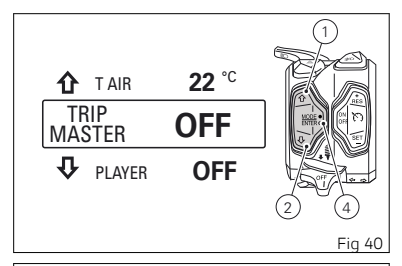 1
T AIR 22 °C
TRIP MASTER OFF
PLAYER OFF
RES
ON
OFF
SET
MODE
ENTER
OFF
2
4
Fig 40